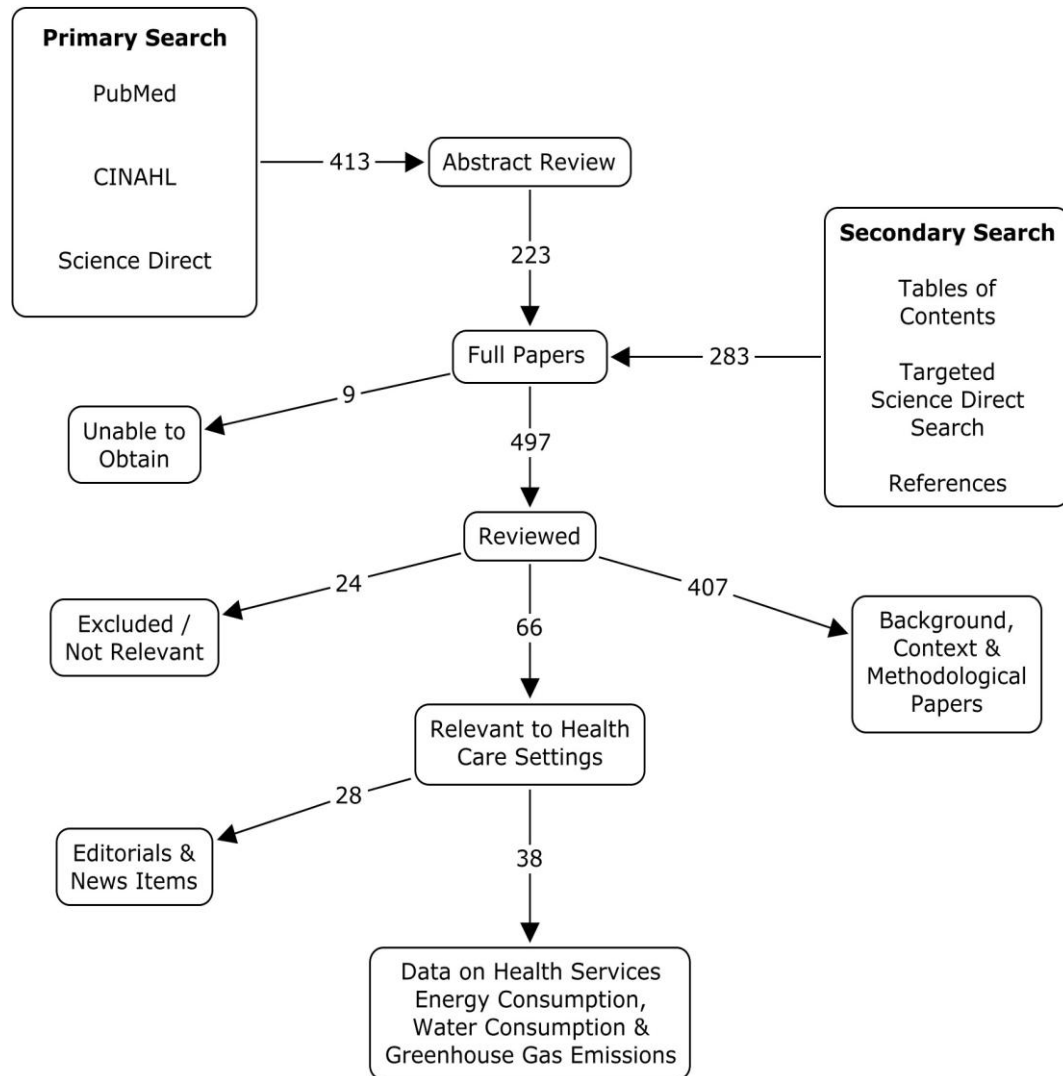 Primary Search
PubMed
CINAHL
Science Direct
413
Abstract Review
223
Secondary Search
Tables of
Contents
Targeted
Science Direct
Search
References
283
Full Papers
9
Unable to
Obtain
497
Reviewed
24
Excluded /
Not Relevant
66
407
Background,
Context &
Methodological
Papers
Relevant to Health
Care Settings
28
Editorials &
News Items
38
Data on Health Services
Energy Consumption,
Water Consumption &
Greenhouse Gas Emissions